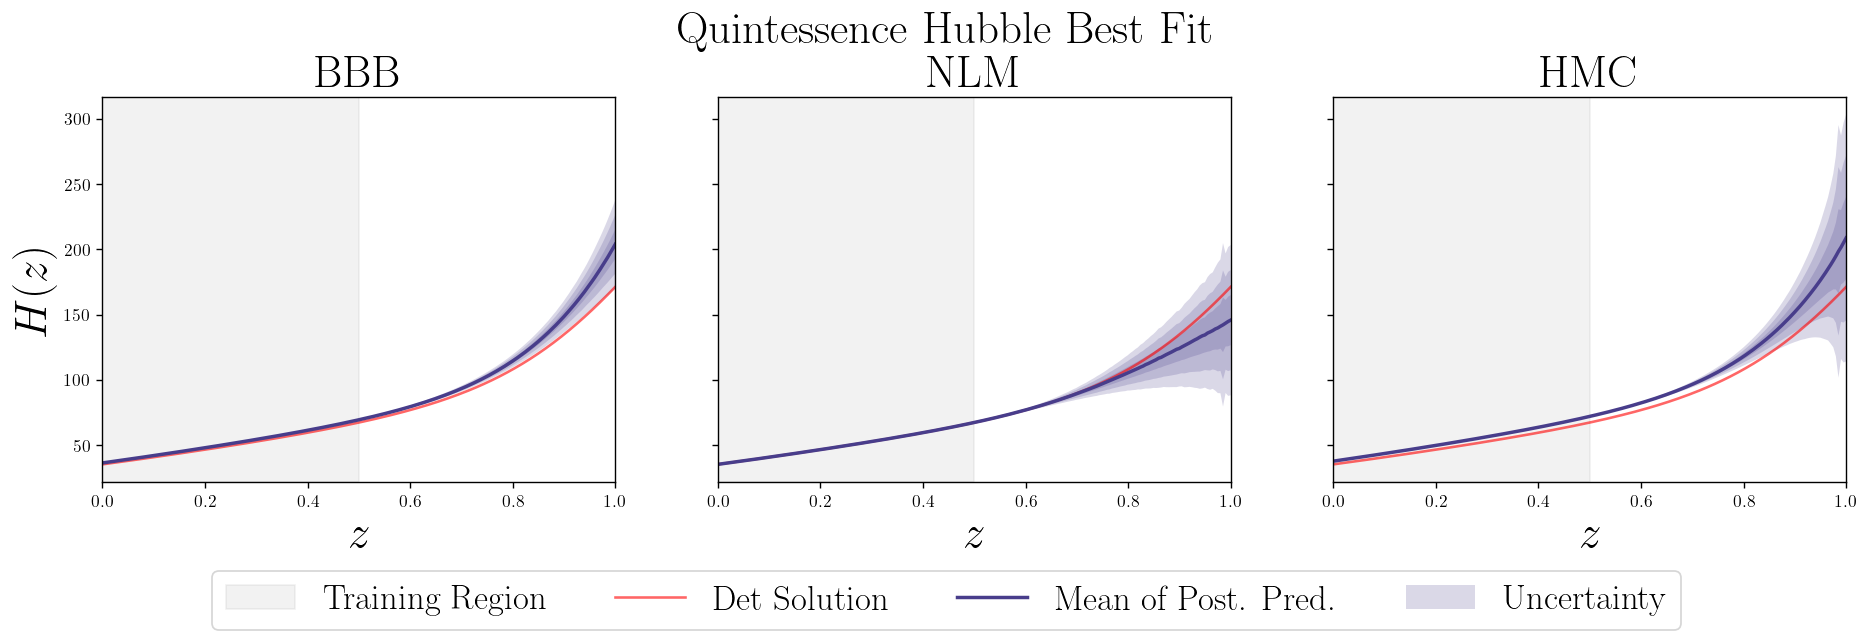 Quintessence Hubble Best Fit
BBB
NLM
HMC
H(z)
300
250
200
150
100
50
0.0 0.2 0.4 0.6 0.8 1.0
0.0 0.2 0.4 0.6 0.8 1.0
0.0 0.2 0.4 0.6 0.8 1.0
z
z
z
Training Region
Det Solution
Mean of Post. Pred.
Uncertainty